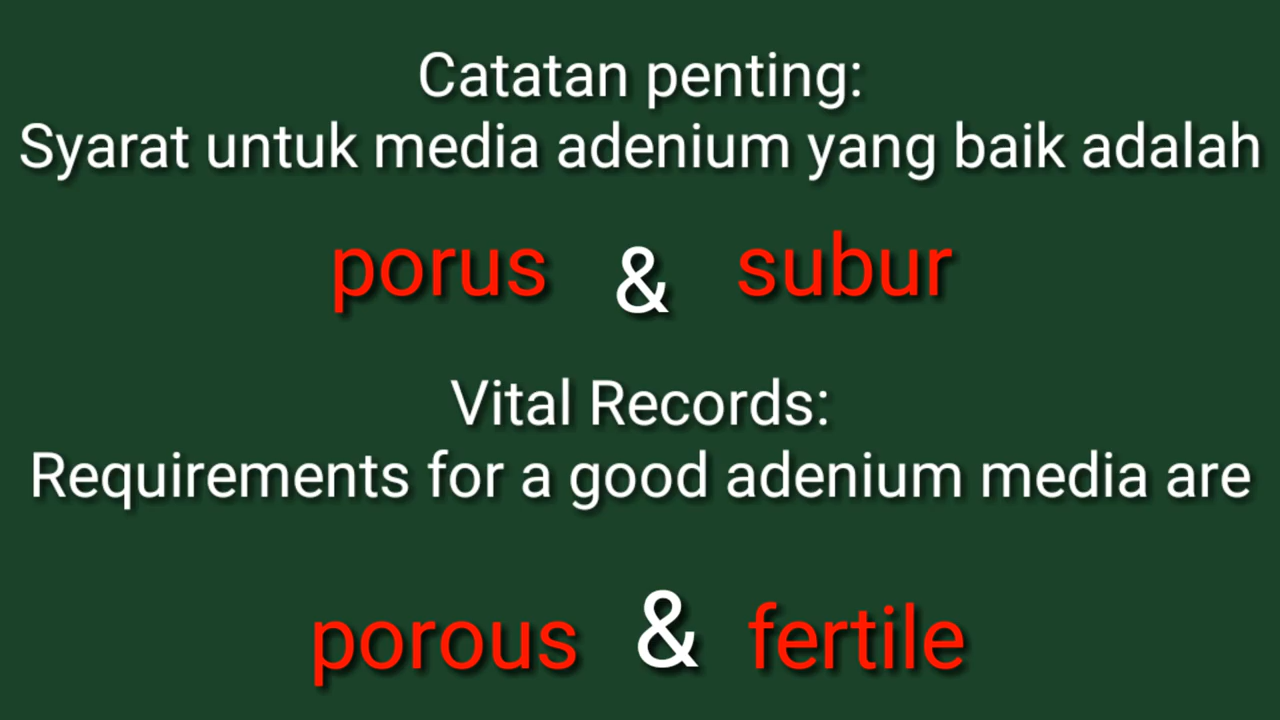 Catatan penting:
Syarat untuk media adenium yang baik adalah
porus & subur
Vital Records:
Requirements for a good adenium media are
porous & fertile